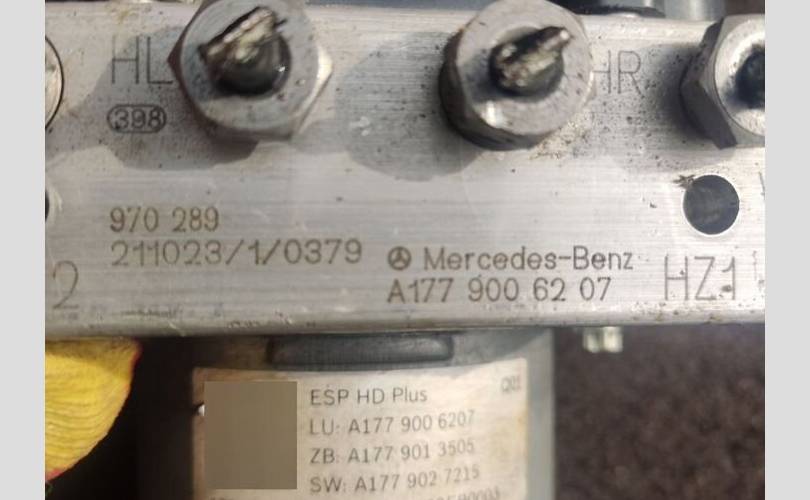 HL
HR
398
970 289
211023/1/0379
Mercedes-Benz
A177 900 62 07
2
HZ1
ESP HD Plus
Q01
LU: A177 900 6207
ZB: A177 901 3505
SW: A177 902 7215